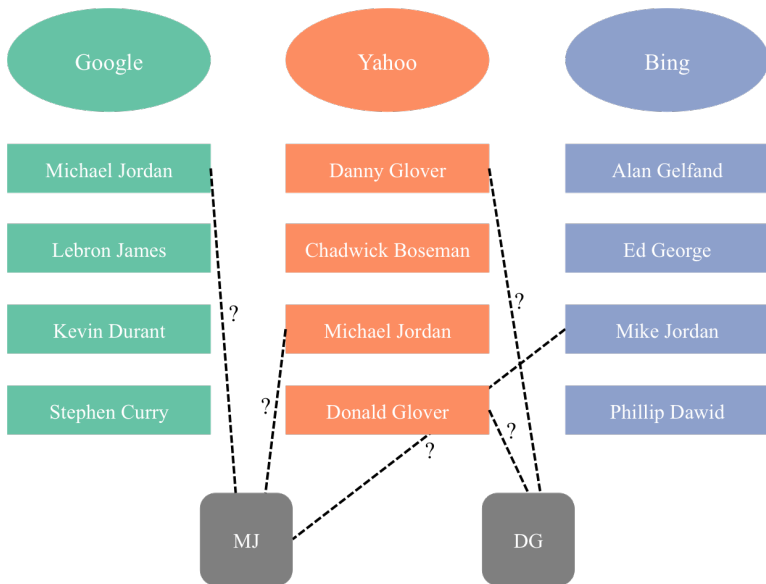 Google
Yahoo
Bing
Michael Jordan
Danny Glover
Alan Gelfand
Lebron James
Chadwick Boseman
Ed George
?
?
Kevin Durant
Michael Jordan
Mike Jordan
?
Stephen Curry
Donald Glover
Phillip Dawid
?
?
MJ
DG